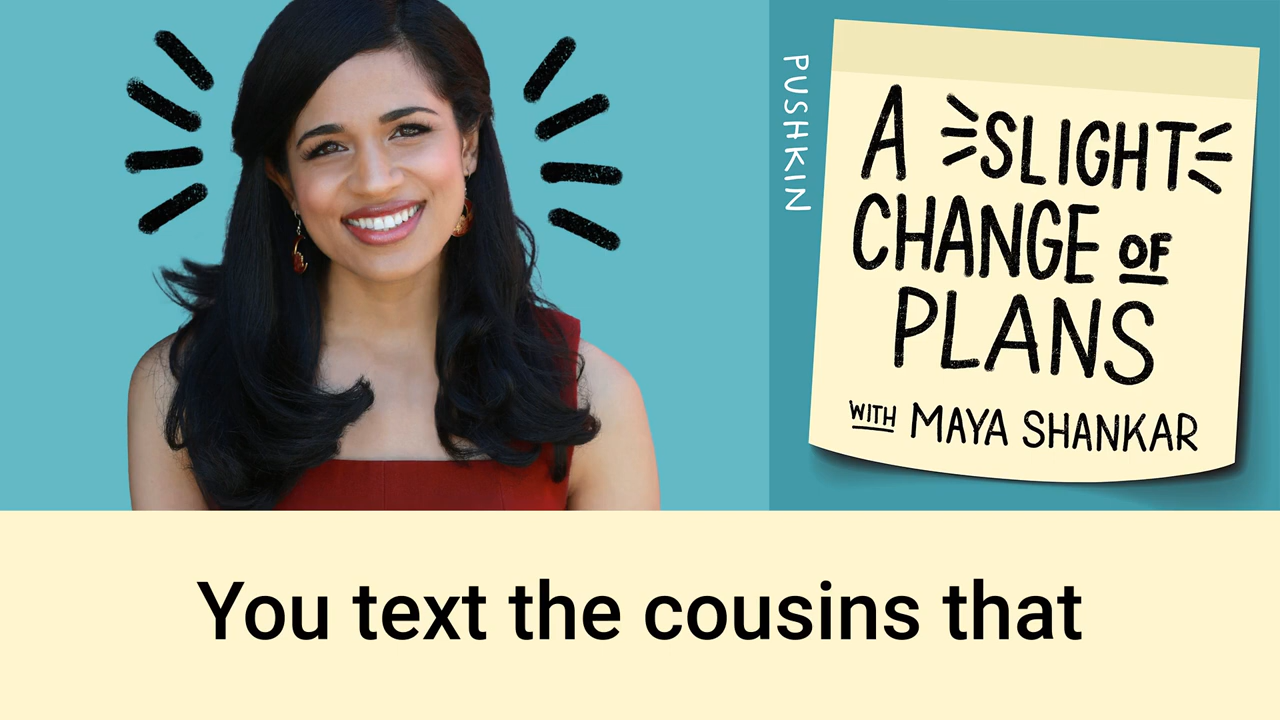 PUSHKIN
A SLIGHT
CHANGE OF
PLANS
WITH MAYA SHANKAR
You text the cousins that